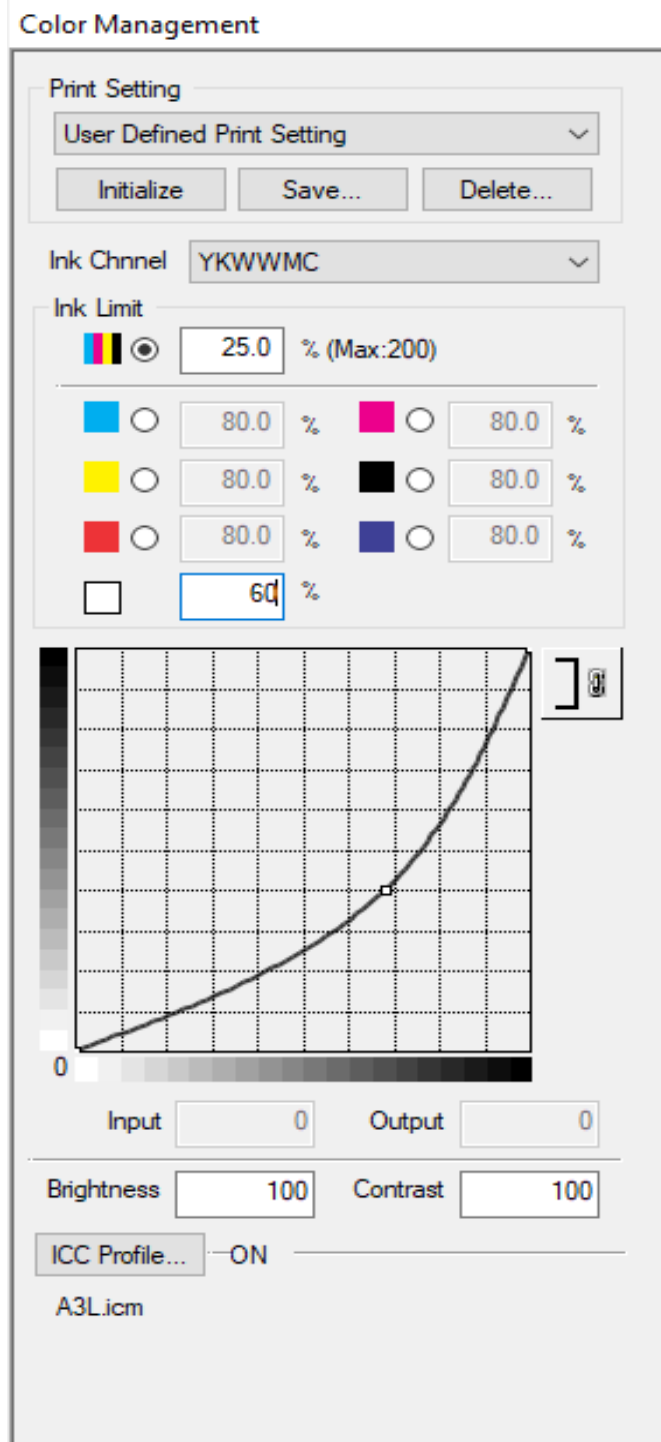 Color Management
Print Setting
User Defined Print Setting
Initialize Save... Delete...
Ink Chnnel YKWWMC
Ink Limit
25.0 % (Max:200)
80.0 % 80.0 %
80.0 % 80.0 %
80.0 % 80.0 %
60 %
0
Input 0 Output 0
Brightness 100 Contrast 100
ICC Profile... ON
A3L.icm